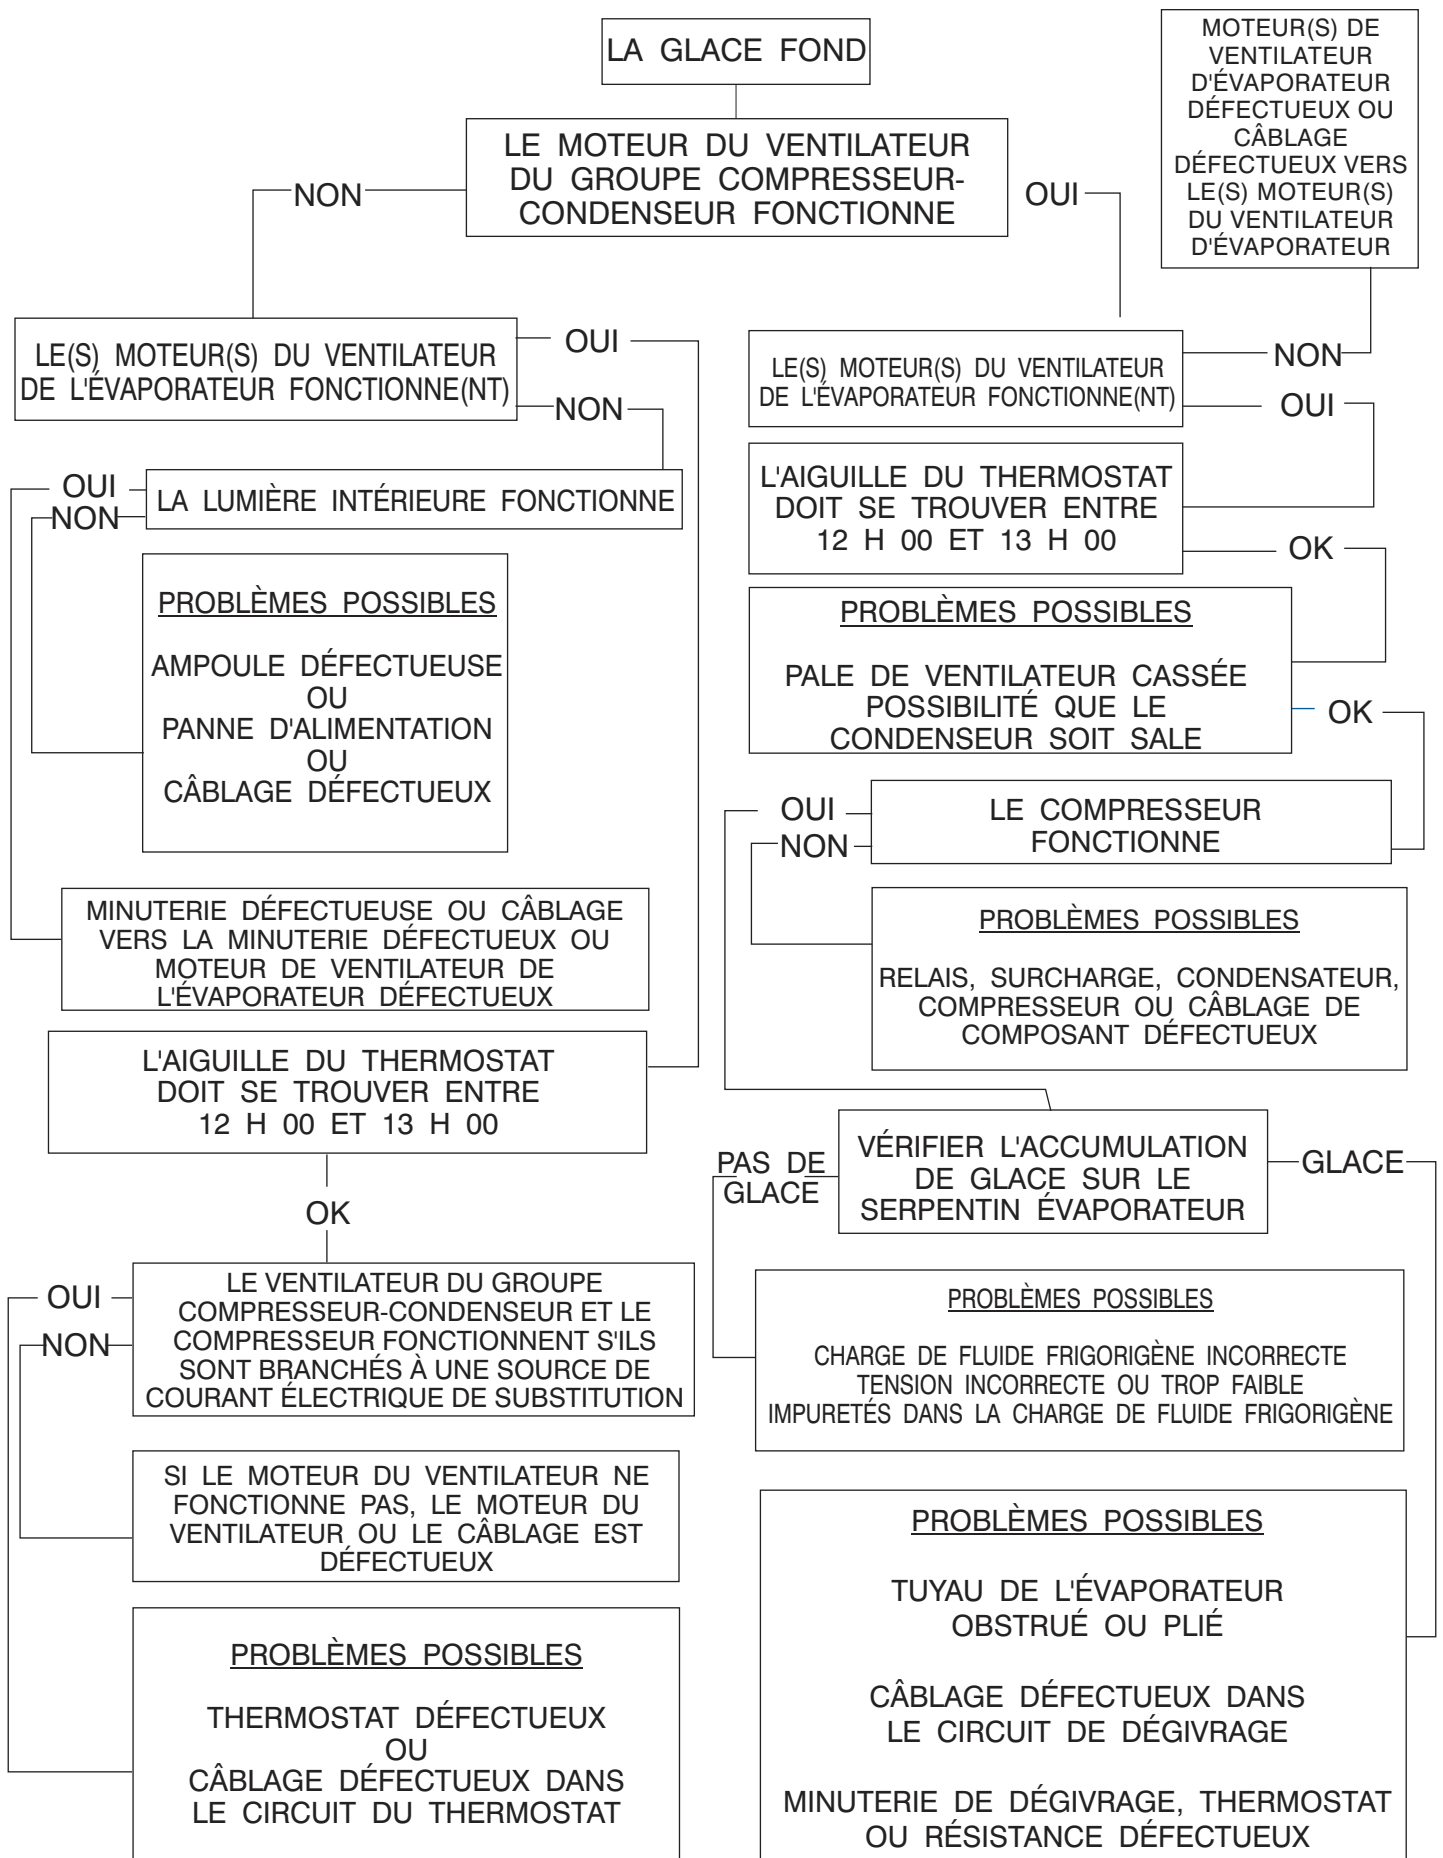 LA GLACE FOND
MOTEUR(S) DE
VENTILATEUR
D'ÉVAPORATEUR
DÉFECTUEUX OU
CÂBLAGE
DÉFECTUEUX VERS
LE(S) MOTEUR(S)
DU VENTILATEUR
D'ÉVAPORATEUR
LE MOTEUR DU VENTILATEUR
DU GROUPE COMPRESSEUR-
CONDENSEUR FONCTIONNE
NON
OUI
LE(S) MOTEUR(S) DU VENTILATEUR
DE L'ÉVAPORATEUR FONCTIONNE(NT)
OUI
NON
LA LUMIÈRE INTÉRIEURE FONCTIONNE
OUI
NON
PROBLÈMES POSSIBLES
AMPOULE DÉFECTUEUSE
OU
PANNE D'ALIMENTATION
OU
CÂBLAGE DÉFECTUEUX
MINUTERIE DÉFECTUEUSE OU CÂBLAGE
VERS LA MINUTERIE DÉFECTUEUX OU
MOTEUR DE VENTILATEUR DE
L'ÉVAPORATEUR DÉFECTUEUX
L'AIGUILLE DU THERMOSTAT
DOIT SE TROUVER ENTRE
12 H 00 ET 13 H 00
OK
OUI
NON
LE VENTILATEUR DU GROUPE
COMPRESSEUR-CONDENSEUR ET LE
COMPRESSEUR FONCTIONNENT S'ILS
SONT BRANCHÉS À UNE SOURCE DE
COURANT ÉLECTRIQUE DE SUBSTITUTION
SI LE MOTEUR DU VENTILATEUR NE
FONCTIONNE PAS, LE MOTEUR DU
VENTILATEUR OU LE CÂBLAGE EST
DÉFECTUEUX
PROBLÈMES POSSIBLES
THERMOSTAT DÉFECTUEUX
OU
CÂBLAGE DÉFECTUEUX DANS
LE CIRCUIT DU THERMOSTAT
LE(S) MOTEUR(S) DU VENTILATEUR
DE L'ÉVAPORATEUR FONCTIONNE(NT)
NON
OUI
L'AIGUILLE DU THERMOSTAT
DOIT SE TROUVER ENTRE
12 H 00 ET 13 H 00
OK
PROBLÈMES POSSIBLES
PALE DE VENTILATEUR CASSÉE
POSSIBILITÉ QUE LE
CONDENSEUR SOIT SALE
OK
OUI
NON
LE COMPRESSEUR
FONCTIONNE
PROBLÈMES POSSIBLES
RELAIS, SURCHARGE, CONDENSATEUR,
COMPRESSEUR OU CÂBLAGE DE
COMPOSANT DÉFECTUEUX
PAS DE
GLACE
VÉRIFIER L'ACCUMULATION
DE GLACE SUR LE
SERPENTIN ÉVAPORATEUR
GLACE
PROBLÈMES POSSIBLES
CHARGE DE FLUIDE FRIGORIGÈNE INCORRECTE
TENSION INCORRECTE OU TROP FAIBLE
IMPURETÉS DANS LA CHARGE DE FLUIDE FRIGORIGÈNE
PROBLÈMES POSSIBLES
TUYAU DE L'ÉVAPORATEUR
OBSTRUÉ OU PLIÉ
CÂBLAGE DÉFECTUEUX DANS
LE CIRCUIT DE DÉGIVRAGE
MINUTERIE DE DÉGIVRAGE, THERMOSTAT
OU RÉSISTANCE DÉFECTUEUX